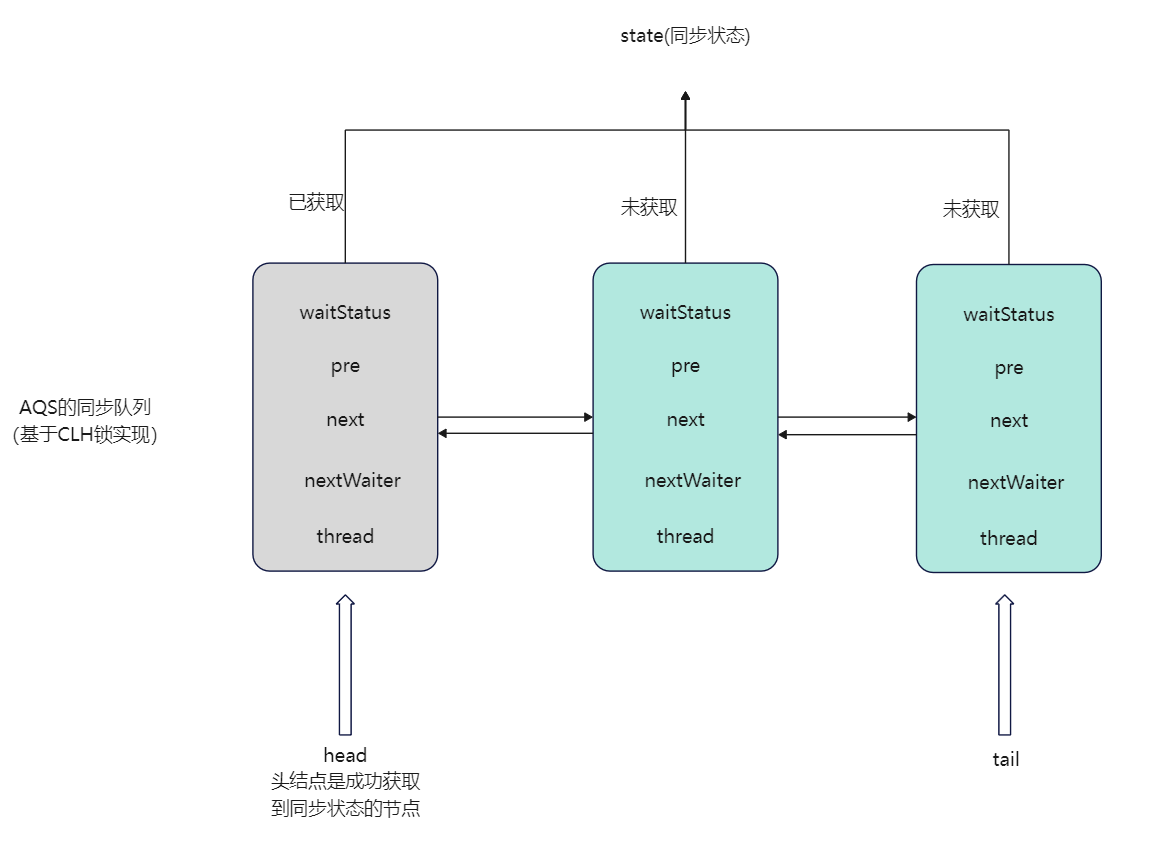 state(同步状态)
已获取
未获取
未获取
waitStatus
pre
next
nextWaiter
thread
waitStatus
pre
next
nextWaiter
thread
waitStatus
pre
next
nextWaiter
thread
AQS的同步队列
(基于CLH锁实现)
head
头结点是成功获取
到同步状态的节点
tail